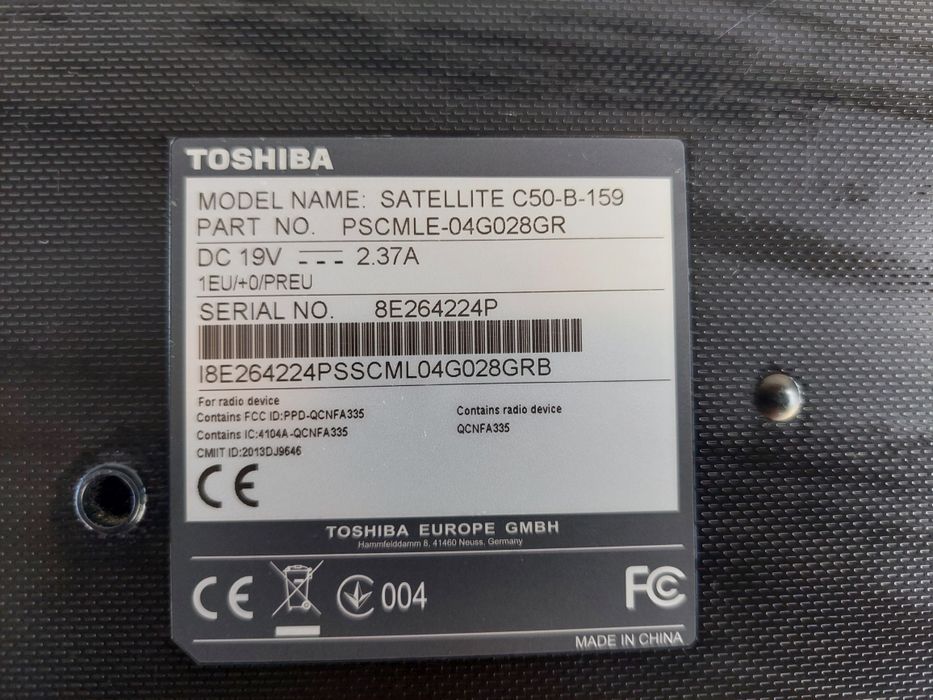 TOSHIBA
MODEL NAME: SATELLITE C50-B-159
PART NO. PSCMLE-04G028GR
DC 19V 2.37A
1EU/+0/PREU
SERIAL NO. 8E264224P
I8E264224PSSCML04G028GRB
For radio device
Contains FCC ID:PPD-QCNFA335
Contains IC:4104A-QCNFA335
CMIIT ID:2013DJ9646
Contains radio device
QCNFA335
CE
TOSHIBA EUROPE GMBH
Hammfelddamm 8, 41460 Neuss, Germany
CE 004 FC
MADE IN CHINA